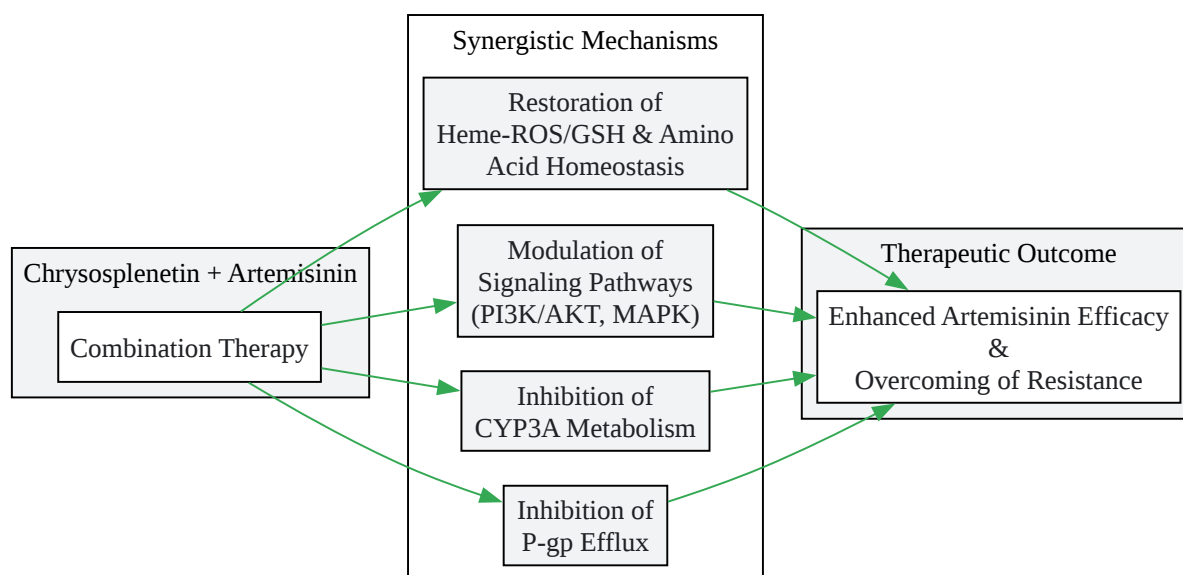 Synergistic Mechanisms
Restoration of
Heme-ROS/GSH & Amino
Acid Homeostasis
Modulation of
Signaling Pathways
(PI3K/AKT, MAPK)
Inhibition of
CYP3A Metabolism
Inhibition of
P-gp Efflux
Chrysosplenetin + Artemisinin
Combination Therapy
Therapeutic Outcome
Enhanced Artemisinin Efficacy
&
Overcoming of Resistance